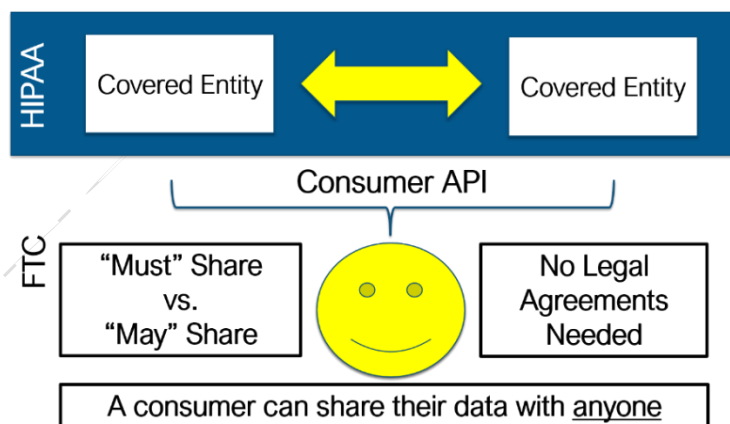 HIPAA
Covered Entity
Covered Entity
Consumer API
FTC
“Must” Share
vs.
“May” Share
No Legal
Agreements
Needed
A consumer can share their data with anyone